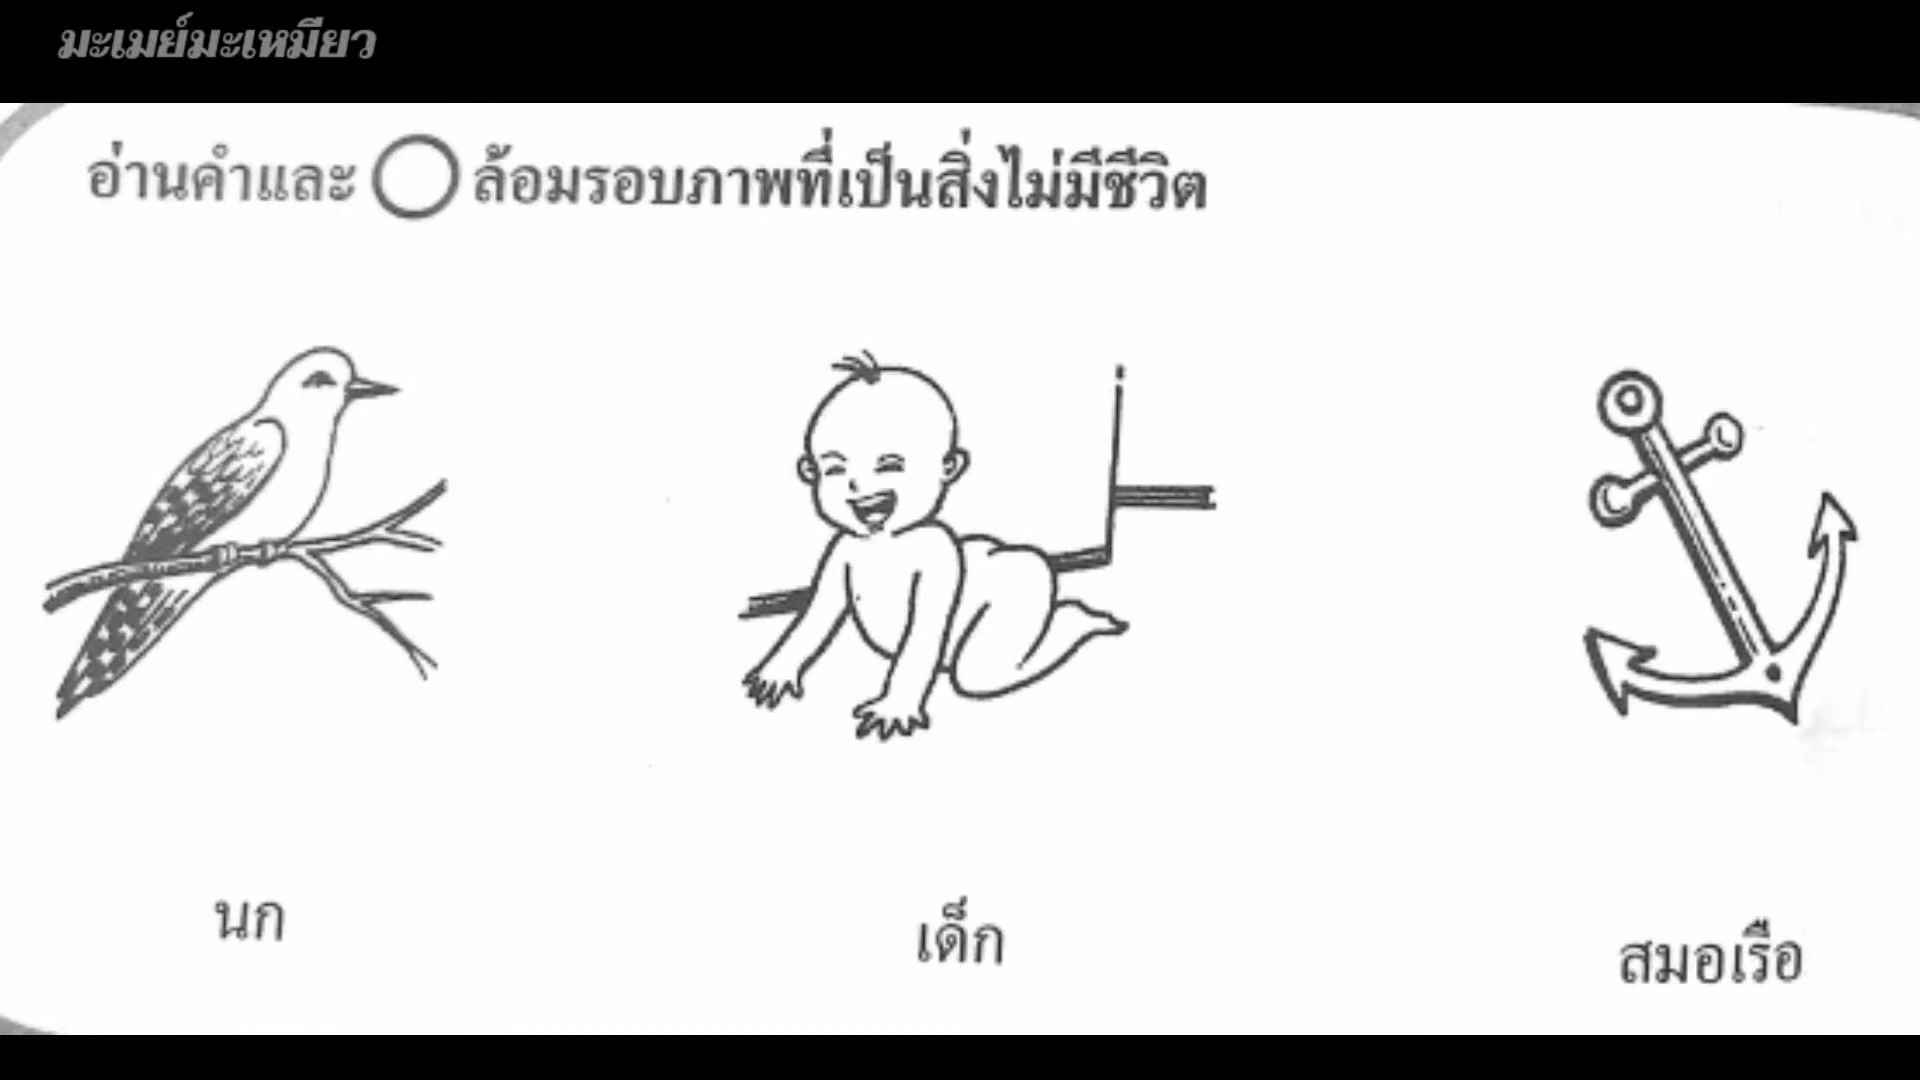 มะเมย์มะเหมียว
อ่านคำและ ล้อมรอบภาพที่เป็นสิ่งไม่มีชีวิต
นก
เด็ก
สมอเรือ